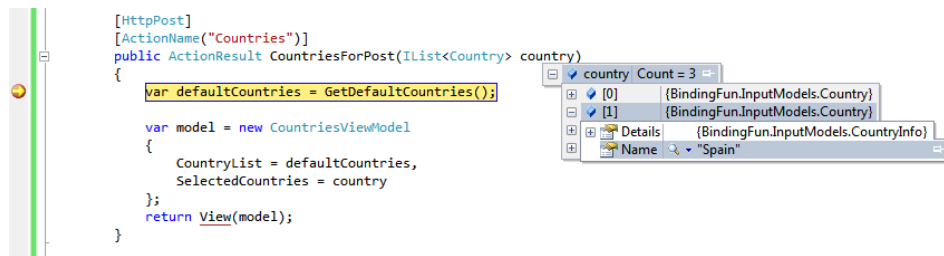 [HttpPost]
[ActionName("Countries")]
public ActionResult CountriesForPost(IList<Country> country)
{
country Count = 3
var defaultCountries = GetDefaultCountries();
[0] {BindingFun.InputModels.Country}
[1] {BindingFun.InputModels.Country}
var model = new CountriesViewModel
Details {BindingFun.InputModels.CountryInfo}
{
Name "Spain"
CountryList = defaultCountries,
SelectedCountries = country
};
return View(model);
}